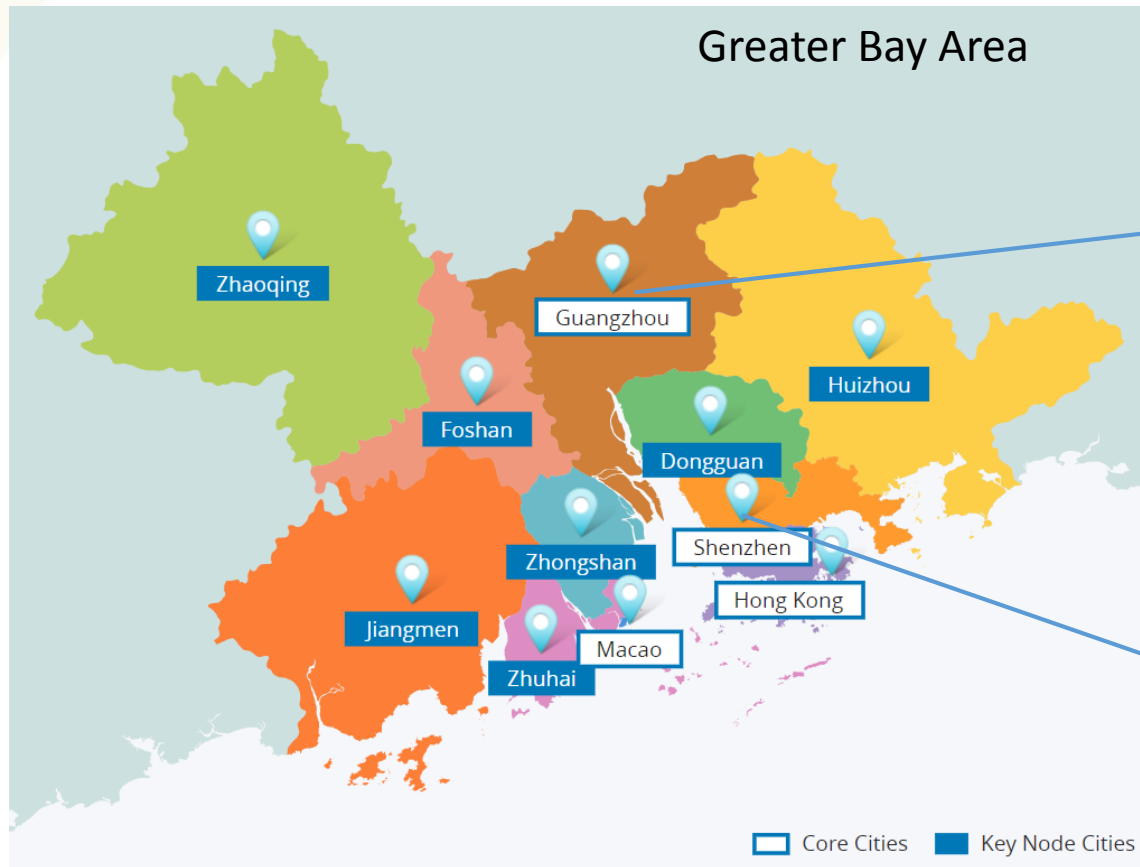 Greater Bay Area
Zhaoqing
Guangzhou
Huizhou
Foshan
Dongguan
Shenzhen
Zhongshan
Hong Kong
Jiangmen
Macao
Zhuhai
Core Cities
Key Node Cities